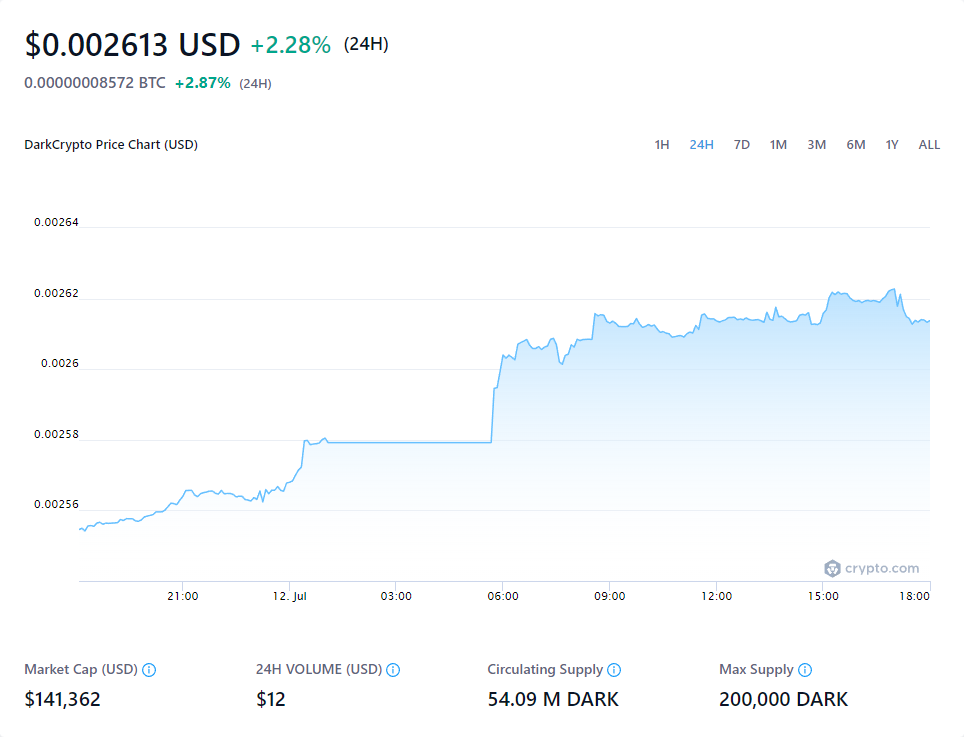 $0.002613 USD +2.28% (24H)
0.00000008572 BTC +2.87% (24H)
DarkCrypto Price Chart (USD) 1H 24H 7D 1M 3M 6M 1Y ALL
0.00264
0.00262
0.0026
0.00258
0.00256
crypto.com
21:00 12. Jul 03:00 06:00 09:00 12:00 15:00 18:00
Market Cap (USD) 24H VOLUME (USD) Circulating Supply Max Supply
$141,362 $12 54.09 M DARK 200,000 DARK